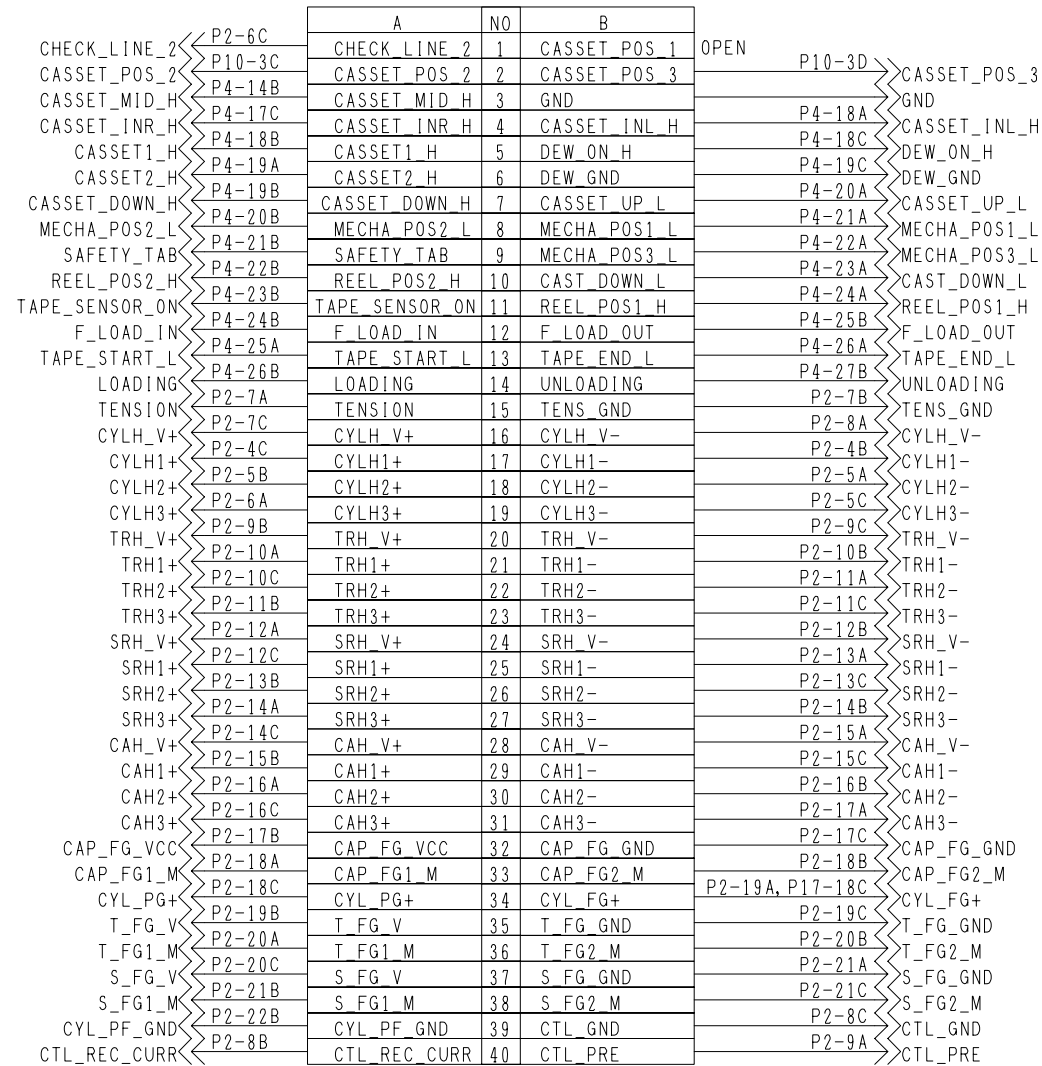 A NO B
CHECK_LINE_2 P2-6C CHECK_LINE_2 1 CASSET_POS_1 OPEN
CASSET_POS_2 P10-3C CASSET_POS_2 2 CASSET_POS_3 P10-3D CASSET_POS_3
CASSET_MID_H P4-14B CASSET_MID_H 3 GND GND
CASSET_INR_H P4-17C CASSET_INR_H 4 CASSET_INL_H P4-18A CASSET_INL_H
CASSET1_H P4-18B CASSET1_H 5 DEW_ON_H P4-18C DEW_ON_H
CASSET2_H P4-19A CASSET2_H 6 DEW_GND P4-19C DEW_GND
CASSET_DOWN_H P4-19B CASSET_DOWN_H 7 CASSET_UP_L P4-20A CASSET_UP_L
MECHA_POS2_L P4-20B MECHA_POS2_L 8 MECHA_POS1_L P4-21A MECHA_POS1_L
SAFETY_TAB P4-21B SAFETY_TAB 9 MECHA_POS3_L P4-22A MECHA_POS3_L
REEL_POS2_H P4-22B REEL_POS2_H 10 CAST_DOWN_L P4-23A CAST_DOWN_L
TAPE_SENSOR_ON P4-23B TAPE_SENSOR_ON 11 REEL_POS1_H P4-24A REEL_POS1_H
F_LOAD_IN P4-24B F_LOAD_IN 12 F_LOAD_OUT P4-25B F_LOAD_OUT
TAPE_START_L P4-25A TAPE_START_L 13 TAPE_END_L P4-26A TAPE_END_L
LOADING P4-26B LOADING 14 UNLOADING P4-27B UNLOADING
TENSION P2-7A TENSION 15 TENS_GND P2-7B TENS_GND
CYLH_V+ P2-7C CYLH_V+ 16 CYLH_V- P2-8A CYLH_V-
CYLH1+ P2-4C CYLH1+ 17 CYLH1- P2-4B CYLH1-
CYLH2+ P2-5B CYLH2+ 18 CYLH2- P2-5A CYLH2-
CYLH3+ P2-6A CYLH3+ 19 CYLH3- P2-5C CYLH3-
TRH_V+ P2-9B TRH_V+ 20 TRH_V- P2-9C TRH_V-
TRH1+ P2-10A TRH1+ 21 TRH1- P2-10B TRH1-
TRH2+ P2-10C TRH2+ 22 TRH2- P2-11A TRH2-
TRH3+ P2-11B TRH3+ 23 TRH3- P2-11C TRH3-
SRH_V+ P2-12A SRH_V+ 24 SRH_V- P2-12B SRH_V-
SRH1+ P2-12C SRH1+ 25 SRH1- P2-13A SRH1-
SRH2+ P2-13B SRH2+ 26 SRH2- P2-13C SRH2-
SRH3+ P2-14A SRH3+ 27 SRH3- P2-14B SRH3-
CAH_V+ P2-14C CAH_V+ 28 CAH_V- P2-15A CAH_V-
CAH1+ P2-15B CAH1+ 29 CAH1- P2-15C CAH1-
CAH2+ P2-16A CAH2+ 30 CAH2- P2-16B CAH2-
CAH3+ P2-16C CAH3+ 31 CAH3- P2-17A CAH3-
CAP_FG_VCC P2-17B CAP_FG_VCC 32 CAP_FG_GND P2-17C CAP_FG_GND
CAP_FG1_M P2-18A CAP_FG1_M 33 CAP_FG2_M P2-18B CAP_FG2_M
CYL_PG+ P2-18C CYL_PG+ 34 CYL_FG+ P2-19A,P17-18C CYL_FG+
T_FG_V P2-19B T_FG_V 35 T_FG_GND P2-19C T_FG_GND
T_FG1_M P2-20A T_FG1_M 36 T_FG2_M P2-20B T_FG2_M
S_FG_V P2-20C S_FG_V 37 S_FG_GND P2-21A S_FG_GND
S_FG1_M P2-21B S_FG1_M 38 S_FG2_M P2-21C S_FG2_M
CYL_PF_GND P2-22B CYL_PF_GND 39 CTL_GND P2-8C CTL_GND
CTL_REC_CURR P2-8B CTL_REC_CURR 40 CTL_PRE P2-9A CTL_PRE